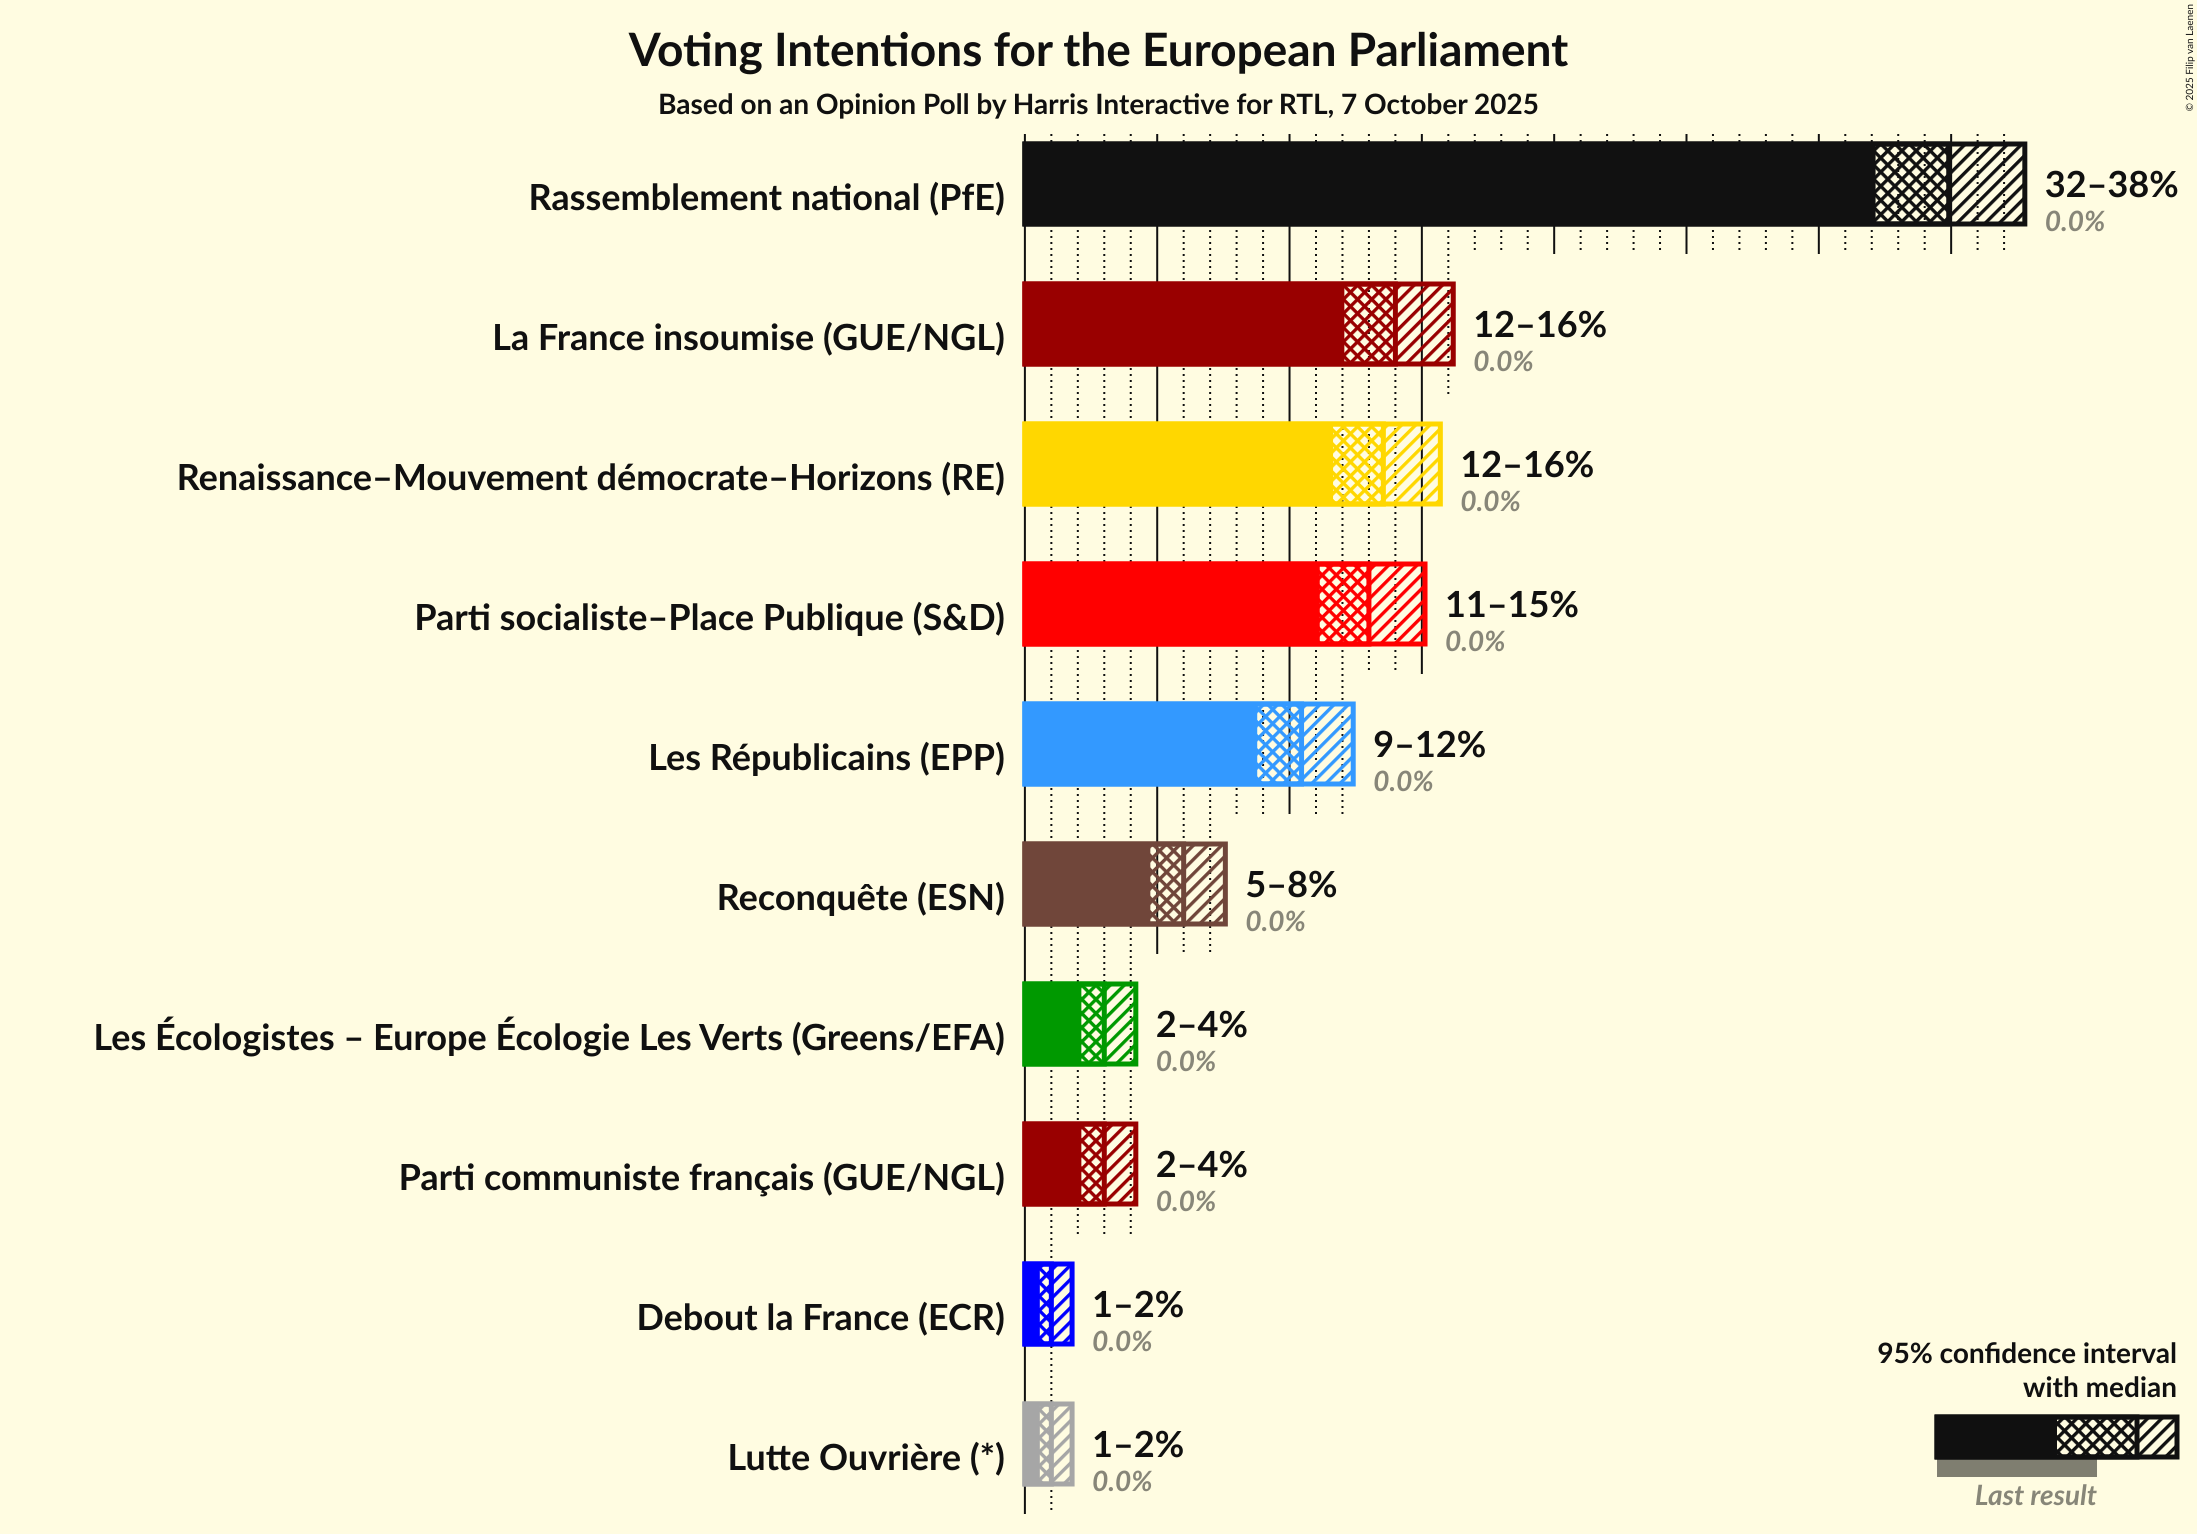 Voting Intentions for the European Parliament
Based on an Opinion Poll by Harris Interactive for RTL, 7 October 2025
© 2025 Filip van Laenen
Rassemblement national (PfE)
32–38%
0.0%
La France insoumise (GUE/NGL)
12–16%
0.0%
Renaissance–Mouvement démocrate–Horizons (RE)
12–16%
0.0%
Parti socialiste–Place Publique (S&D)
11–15%
0.0%
Les Républicains (EPP)
9–12%
0.0%
Reconquête (ESN)
5–8%
0.0%
Les Écologistes – Europe Écologie Les Verts (Greens/EFA)
2–4%
0.0%
Parti communiste français (GUE/NGL)
2–4%
0.0%
Debout la France (ECR)
1–2%
0.0%
Lutte Ouvrière (*)
1–2%
0.0%
95% confidence interval
with median
Last result